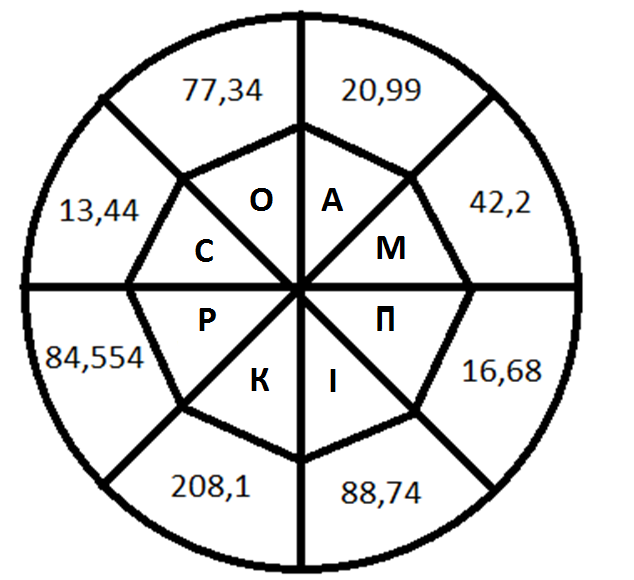 77,34 20,99
13,44 О А 42,2
С М
Р П
84,554 К І 16,68
208,1 88,74